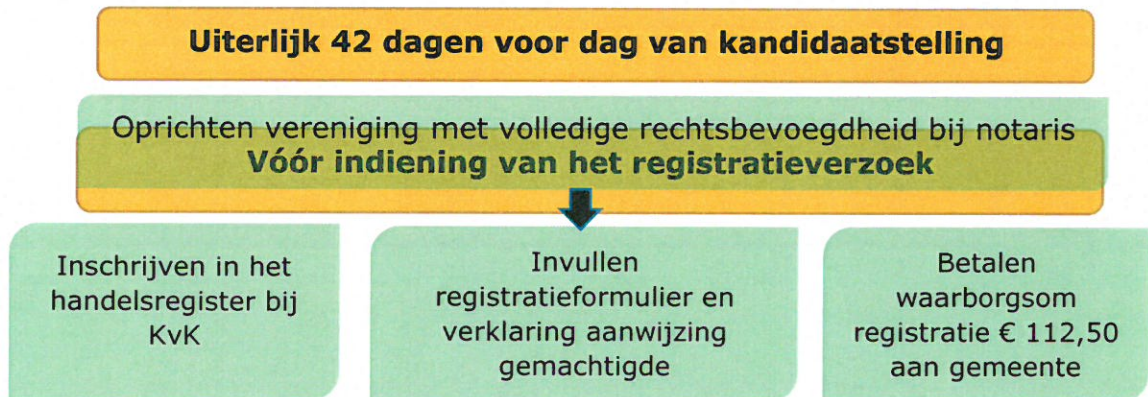 Uiterlijk 42 dagen voor dag van kandidaatstelling
Oprichten vereniging met volledige rechtsbevoegdheid bij notaris
Vóór indiening van het registratieverzoek
Inschrijven in het
handelsregister bij
KvK
Invullen
registratieformulier en
verklaring aanwijzing
gemachtigde
Betalen
waarborgsom
registratie € 112,50
aan gemeente